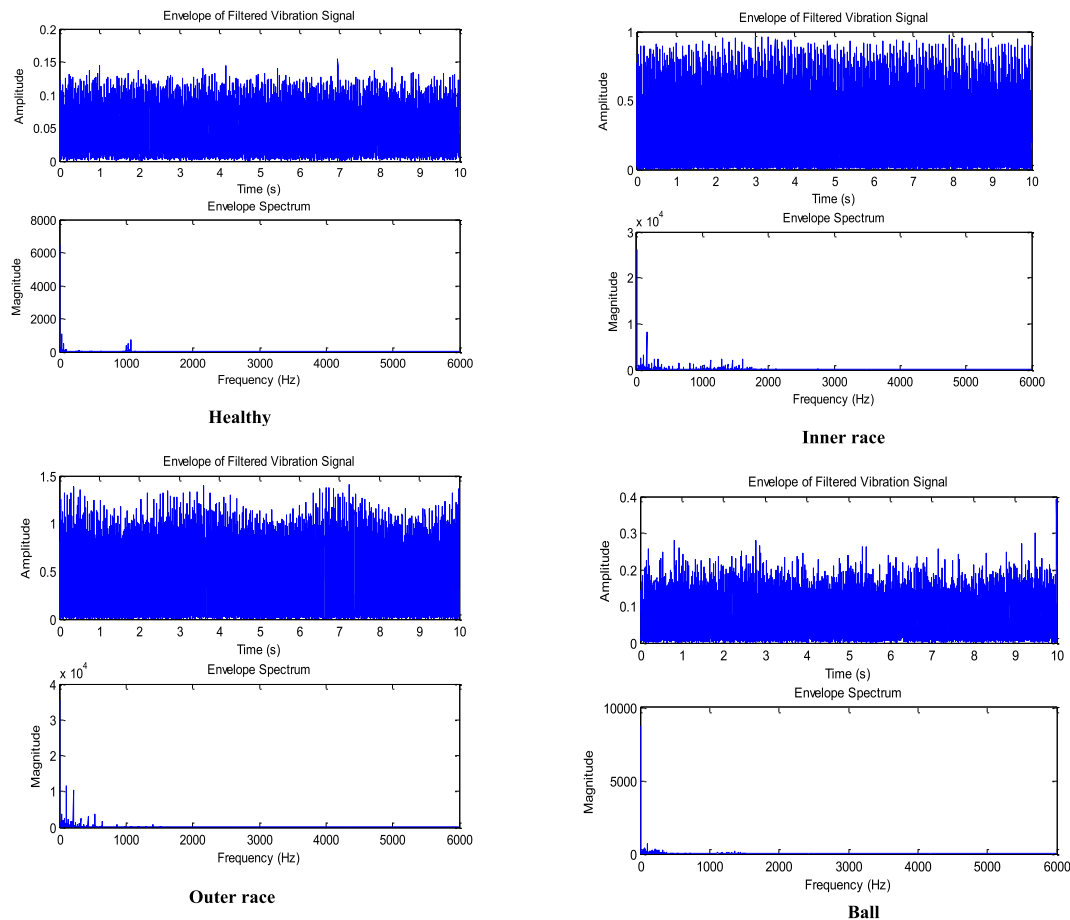 Envelope of Filtered Vibration Signal
0.2
0.15
0.1
0.05
0
Amplitude
0 1 2 3 4 5 6 7 8 9 10
Time (s)
Envelope Spectrum
8000
6000
4000
2000
0
Magnitude
0 1000 2000 3000 4000 5000 6000
Frequency (Hz)
Healthy
Envelope of Filtered Vibration Signal
1
0.5
0
Amplitude
0 1 2 3 4 5 6 7 8 9 10
Time (s)
Envelope Spectrum
x 10^4
3
2
1
0
Magnitude
0 1000 2000 3000 4000 5000 6000
Frequency (Hz)
Inner race
Envelope of Filtered Vibration Signal
1.5
1
0.5
0
Amplitude
0 1 2 3 4 5 6 7 8 9 10
Time (s)
Envelope Spectrum
x 10^4
4
3
2
1
0
Magnitude
0 1000 2000 3000 4000 5000 6000
Frequency (Hz)
Outer race
Envelope of Filtered Vibration Signal
0.4
0.3
0.2
0.1
0
Amplitude
0 1 2 3 4 5 6 7 8 9 10
Time (s)
Envelope Spectrum
10000
5000
0
Magnitude
0 1000 2000 3000 4000 5000 6000
Frequency (Hz)
Ball